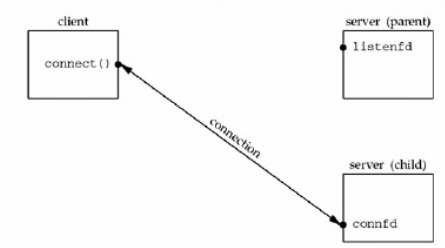 client
server (parent)
connect()
listenfd
connection
server (child)
connfd